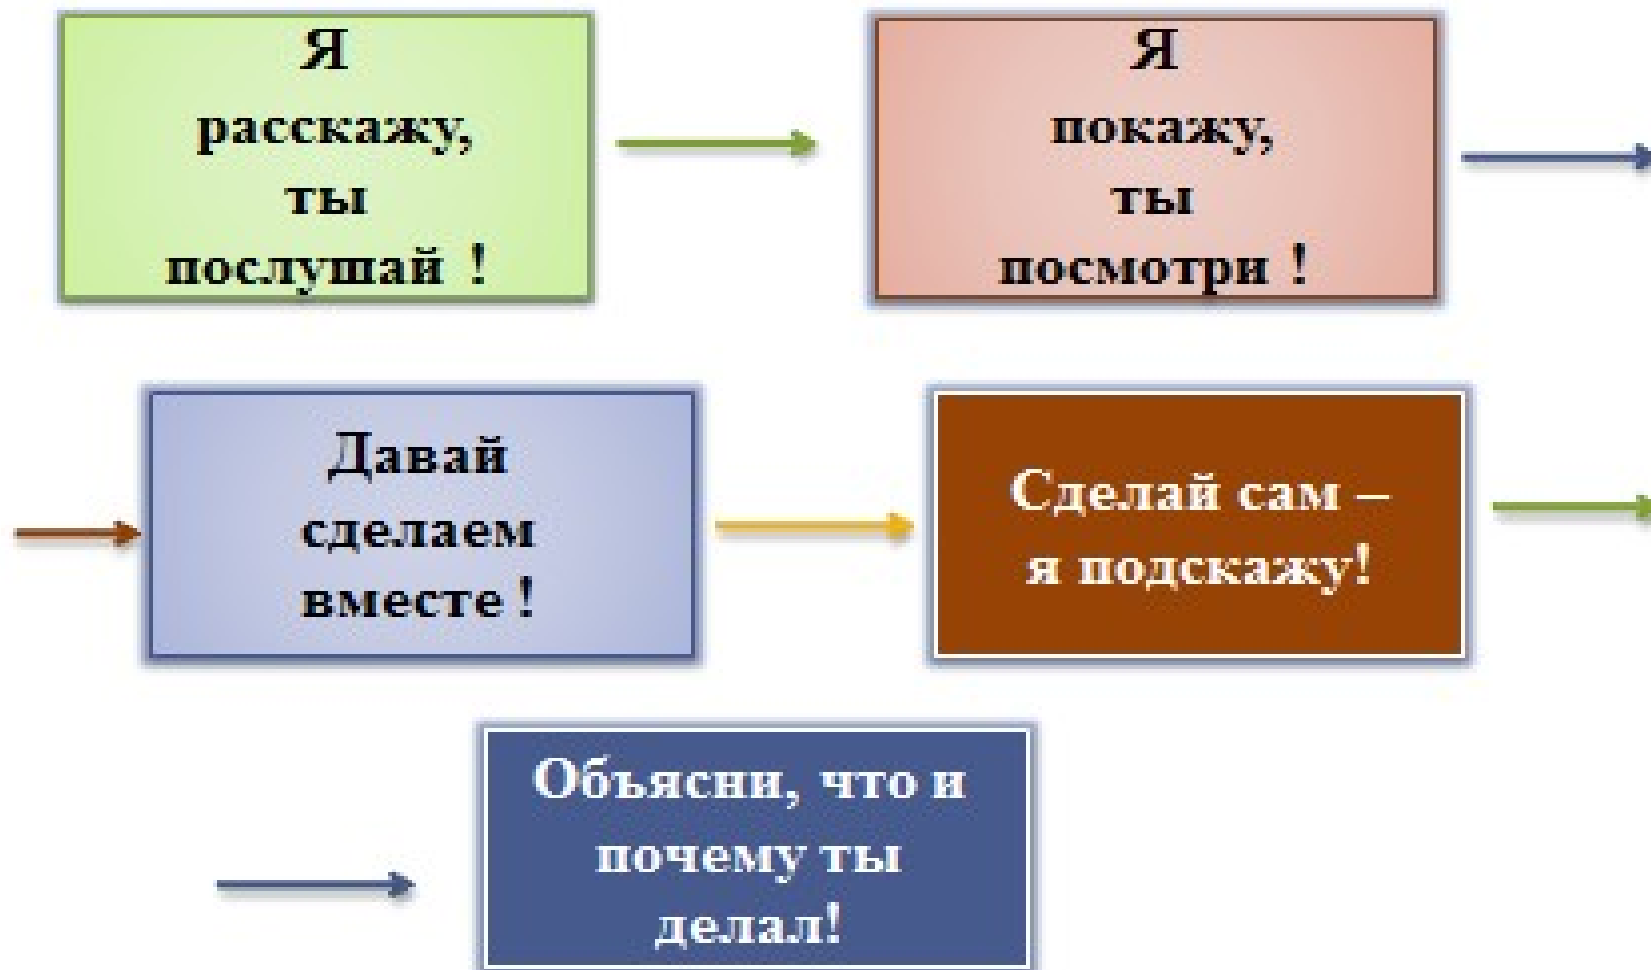 Я
расскажу,
ты
послушай !
Я
покажу,
ты
посмотри !
Давай
сделаем
вместе !
Сделай сам –
я подскажу!
Объясни, что и
почему ты
делал!